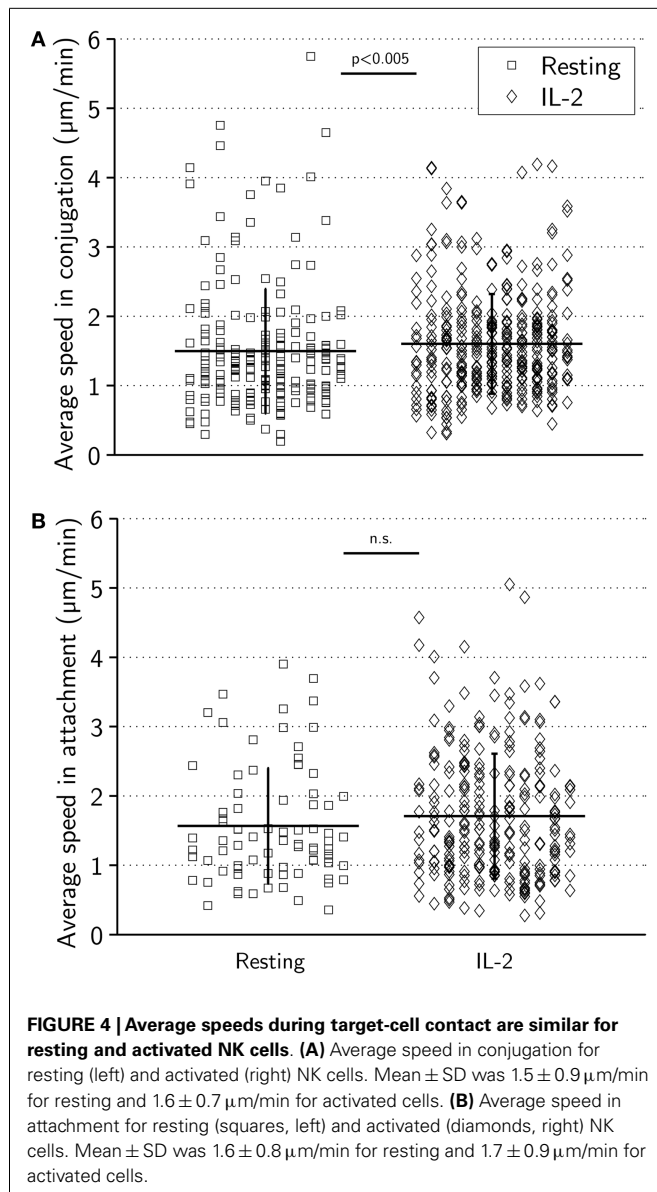 A
Average speed in conjugation (μm/min)
6
5
4
3
2
1
0
p<0.005
Resting
IL-2
B
Average speed in attachment (μm/min)
6
5
4
3
2
1
0
n.s.
Resting
IL-2
FIGURE 4 | Average speeds during target-cell contact are similar for
resting and activated NK cells. (A) Average speed in conjugation for
resting (left) and activated (right) NK cells. Mean ± SD was 1.5 ± 0.9 μm/min
for resting and 1.6 ± 0.7 μm/min for activated cells. (B) Average speed in
attachment for resting (squares, left) and activated (diamonds, right) NK
cells. Mean ± SD was 1.6 ± 0.8 μm/min for resting and 1.7 ± 0.9 μm/min for
activated cells.